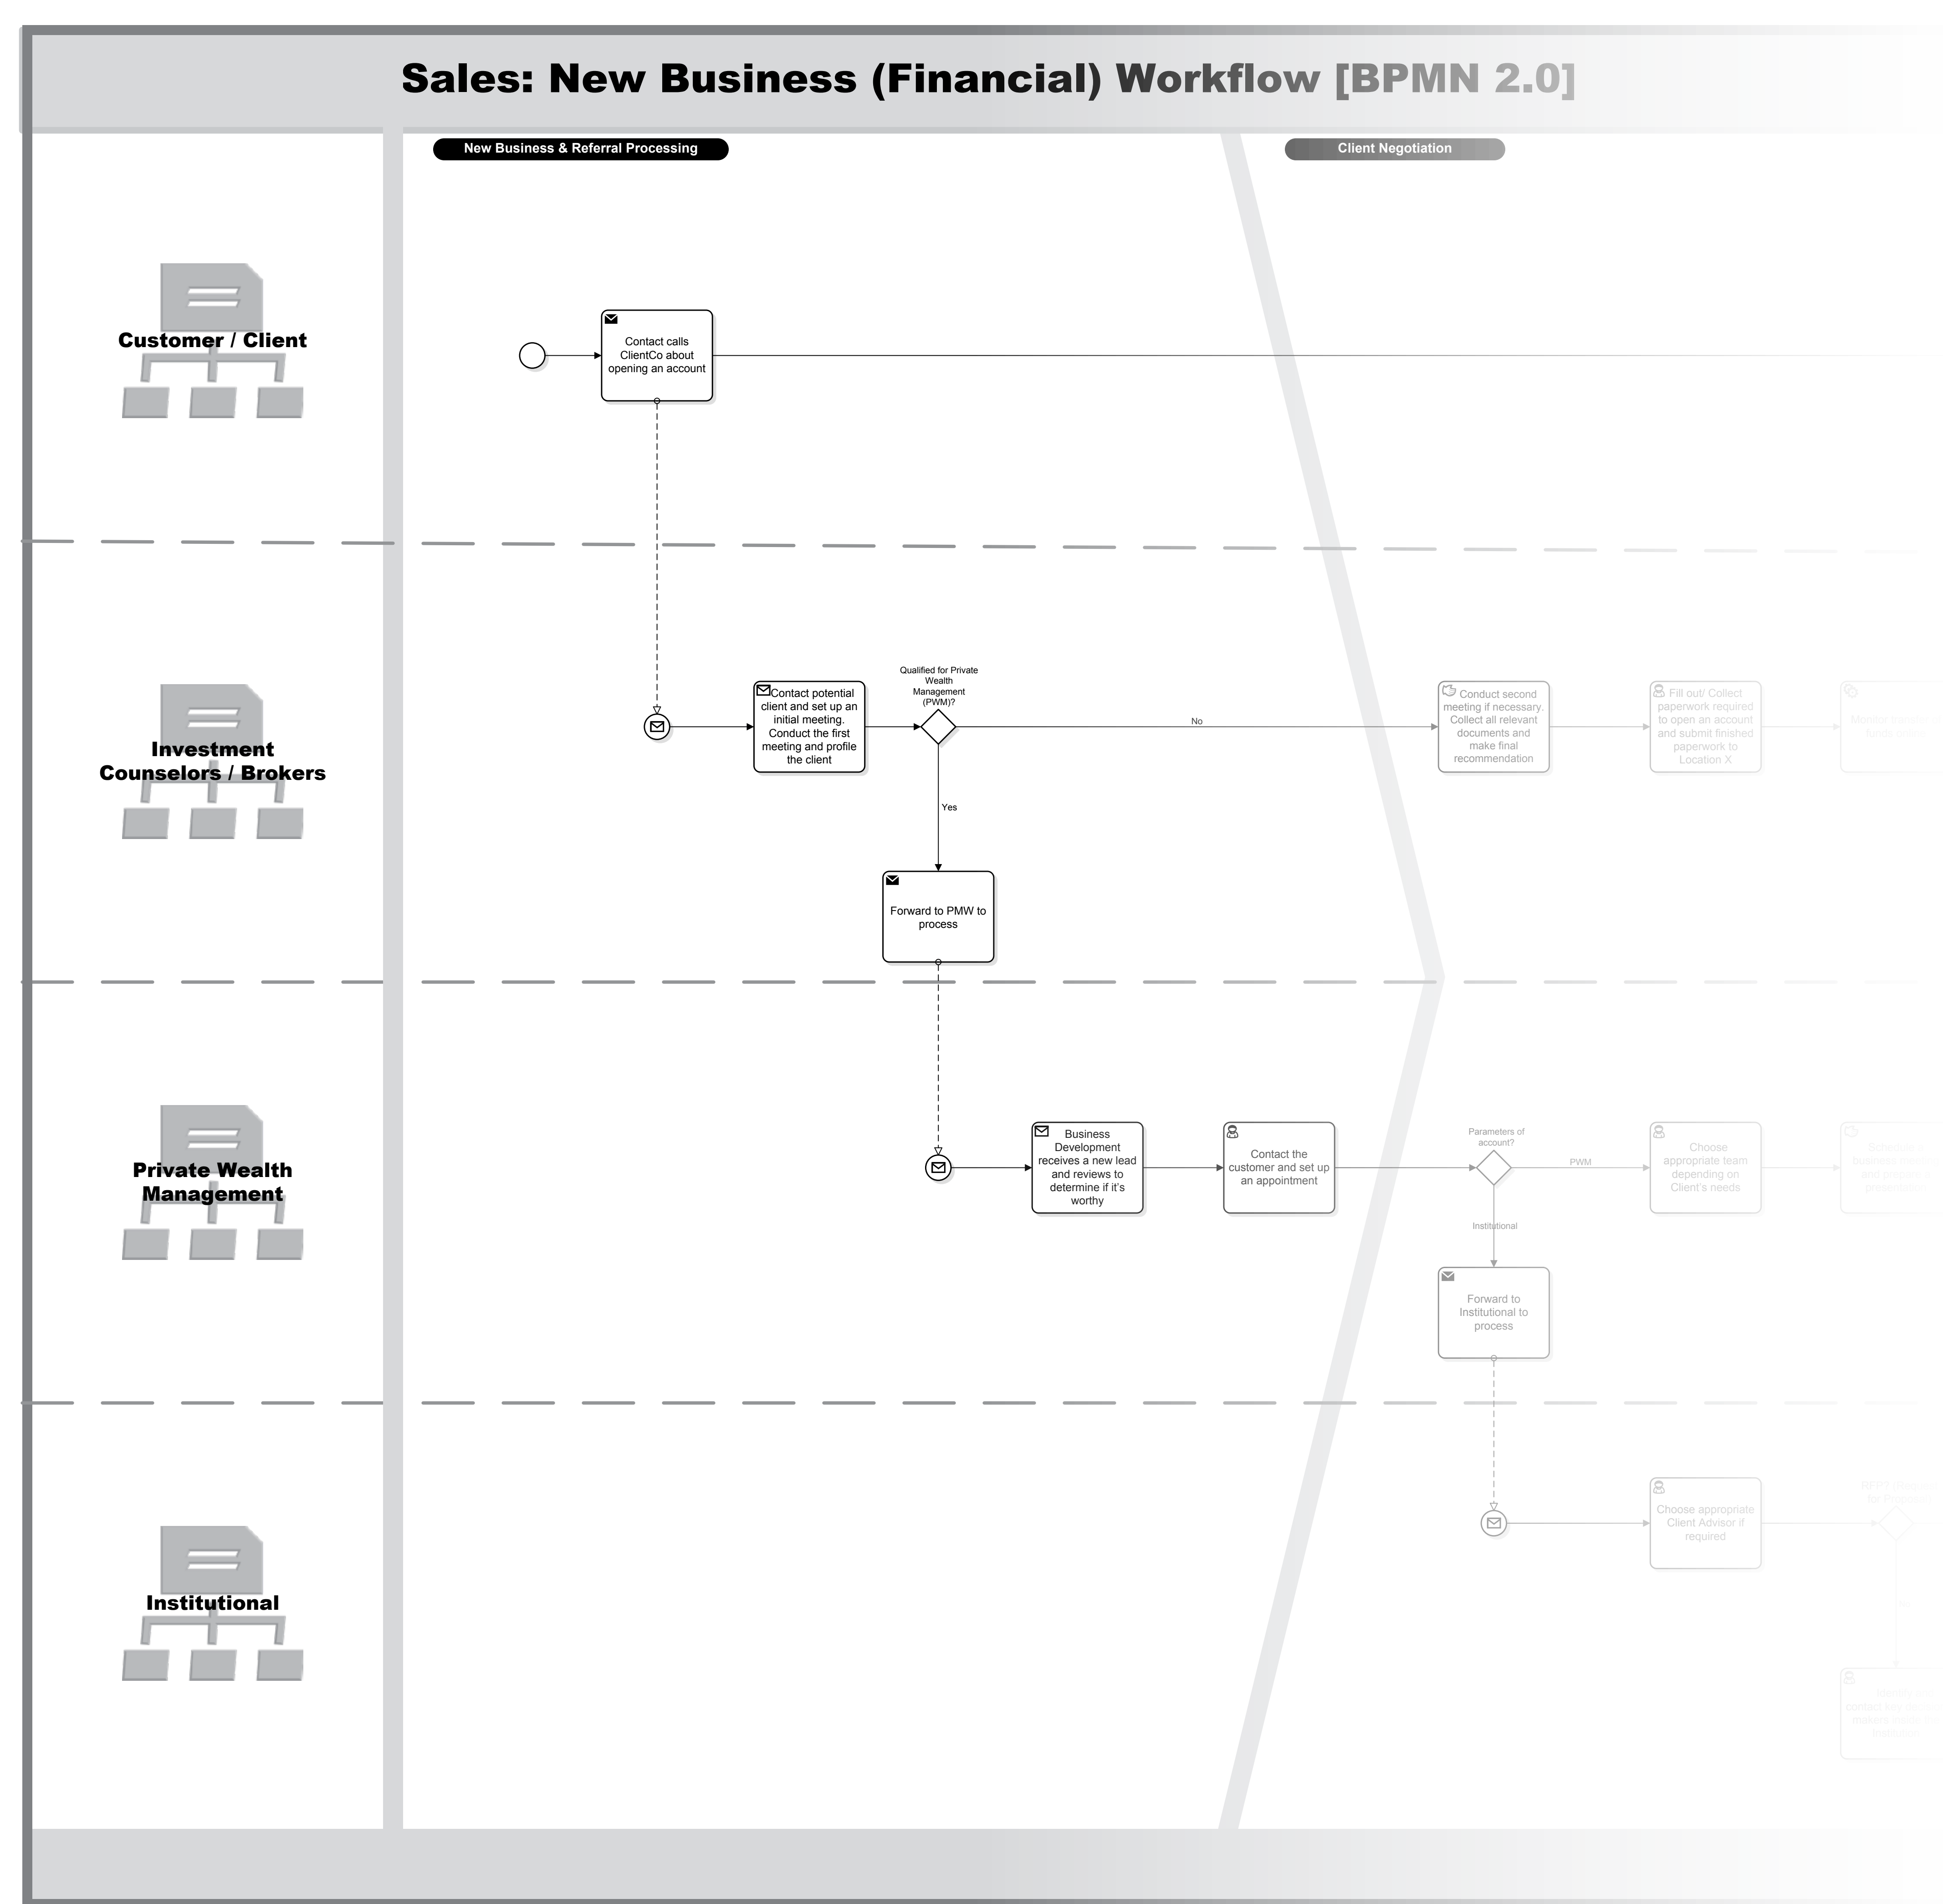 Sales: New Business (Financial) Workflow [BPMN 2.0]
New Business & Referral Processing
Client Negotiation
Customer / Client
Contact calls
ClientCo about
opening an account
Investment
Counselors / Brokers
Contact potential
client and set up an
initial meeting.
Conduct the first
meeting and profile
the client
Qualified for Private
Wealth
Management
(PWM)?
No
Yes
Conduct second
meeting if necessary.
Collect all relevant
documents and
make final
recommendation
Fill out/ Collect
paperwork required
to open an account
and submit finished
paperwork to
Location X
Forward to PMW to
process
Private Wealth
Management
Business
Development
receives a new lead
and reviews to
determine if it's
worthy
Contact the
customer and set up
an appointment
Parameters of
account?
PWM
Institutional
Choose
appropriate team
depending on
Client's needs
Forward to
Institutional to
process
Institutional
Choose appropriate
Client Advisor if
required